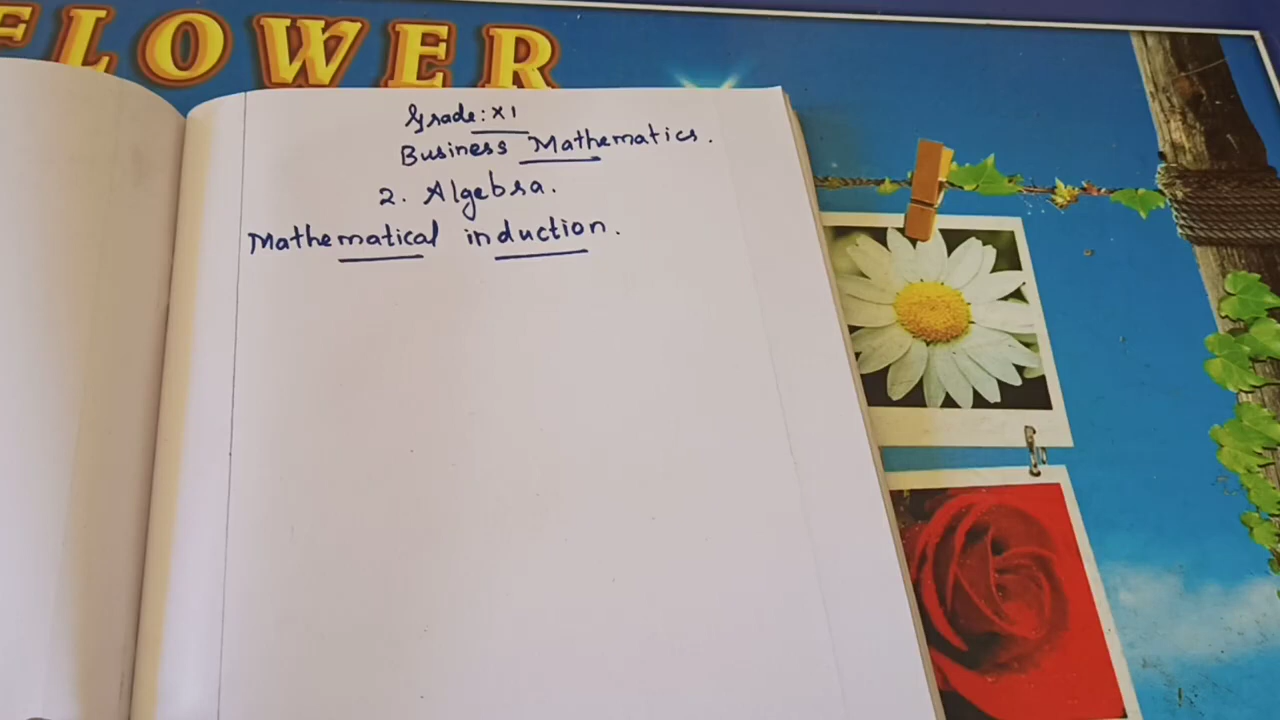 FLOWER
Grade: XI
Business Mathematics.
2. Algebra.
Mathematical induction.